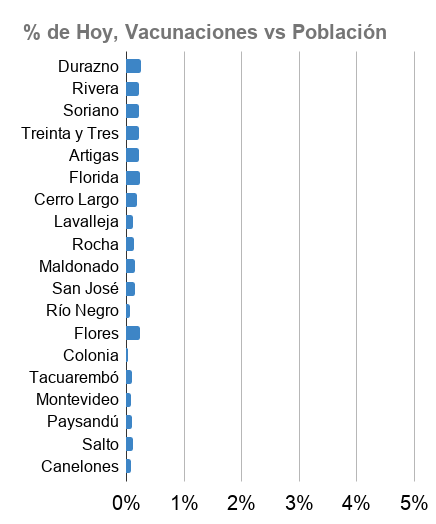 % de Hoy, Vacunaciones vs Población
Durazno
Rivera
Soriano
Treinta y Tres
Artigas
Florida
Cerro Largo
Lavalleja
Rocha
Maldonado
San José
Río Negro
Flores
Colonia
Tacuarembó
Montevideo
Paysandú
Salto
Canelones
0% 1% 2% 3% 4% 5%